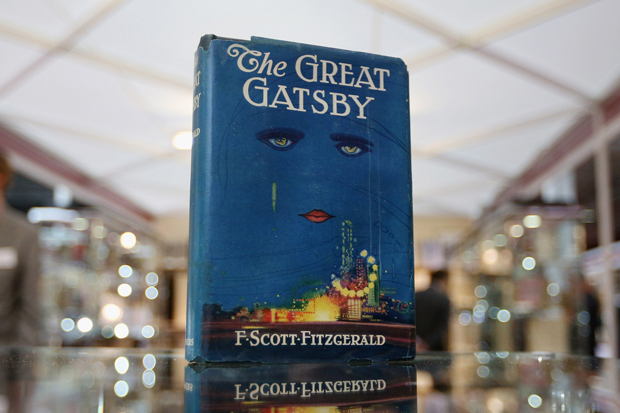 The GREAT
GATSBY
F·SCOTT·FITZGERALD